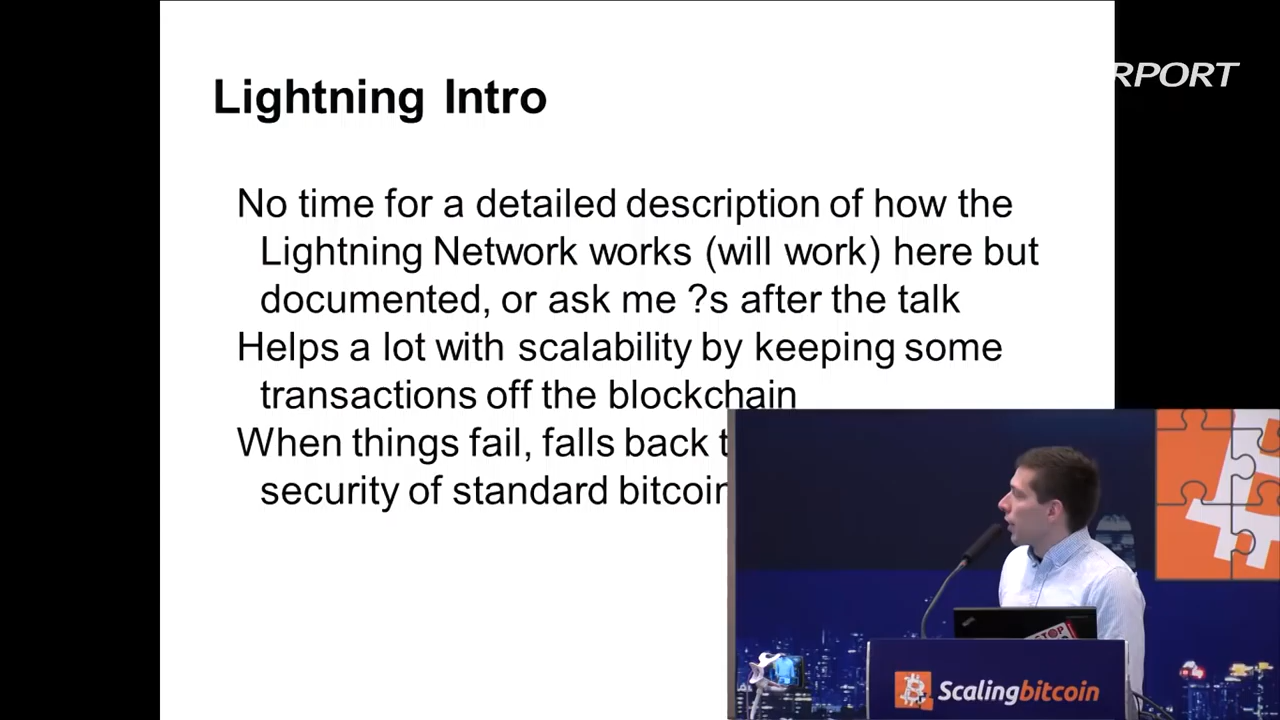 RPORT
Lightning Intro
No time for a detailed description of how the
Lightning Network works (will work) here but
documented, or ask me ?s after the talk
Helps a lot with scalability by keeping some
transactions off the blockchain
When things fail, falls back
security of standard bitcoin
STOP
Scalingbitcoin